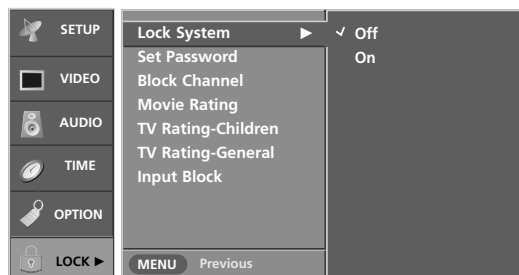 SETUP
VIDEO
AUDIO
TIME
OPTION
LOCK ►
Lock System ►
Set Password
Block Channel
Movie Rating
TV Rating-Children
TV Rating-General
Input Block
MENU Previous
✓ Off
On